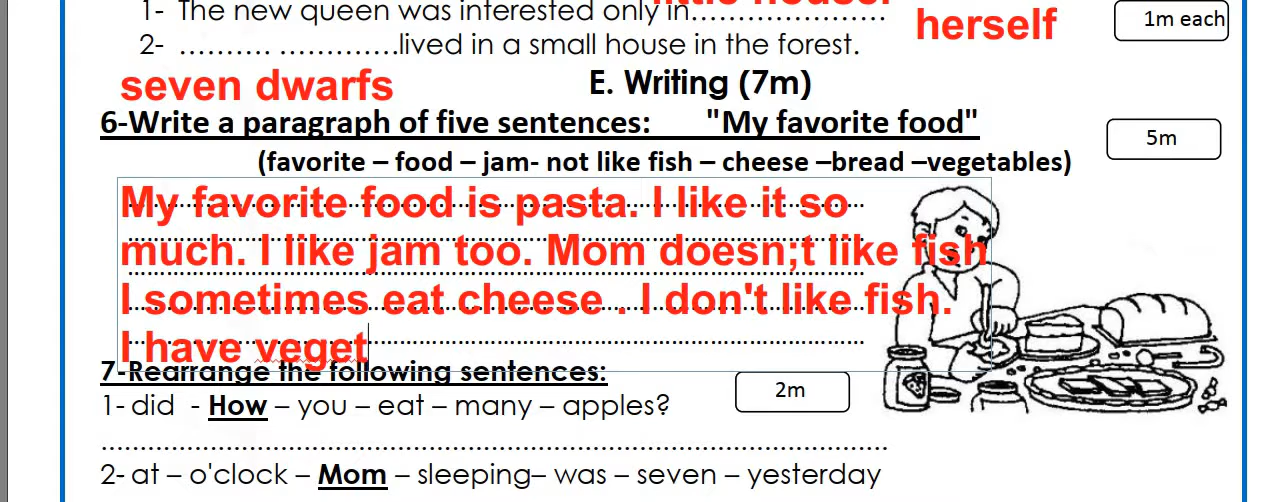 1- The new queen was interested only in.....................
herself
1m each
2- .......... .............lived in a small house in the forest.
seven dwarfs
E. Writing (7m)
6-Write a paragraph of five sentences: "My favorite food"
5m
(favorite – food – jam- not like fish – cheese –bread –vegetables)
My favorite food is pasta. I like it so
much. I like jam too. Mom doesn;t like fish
I sometimes eat cheese . I don't like fish.
I have veget
7-Rearrange the following sentences:
2m
1- did - How – you – eat – many – apples?
2- at – o'clock – Mom – sleeping– was – seven – yesterday